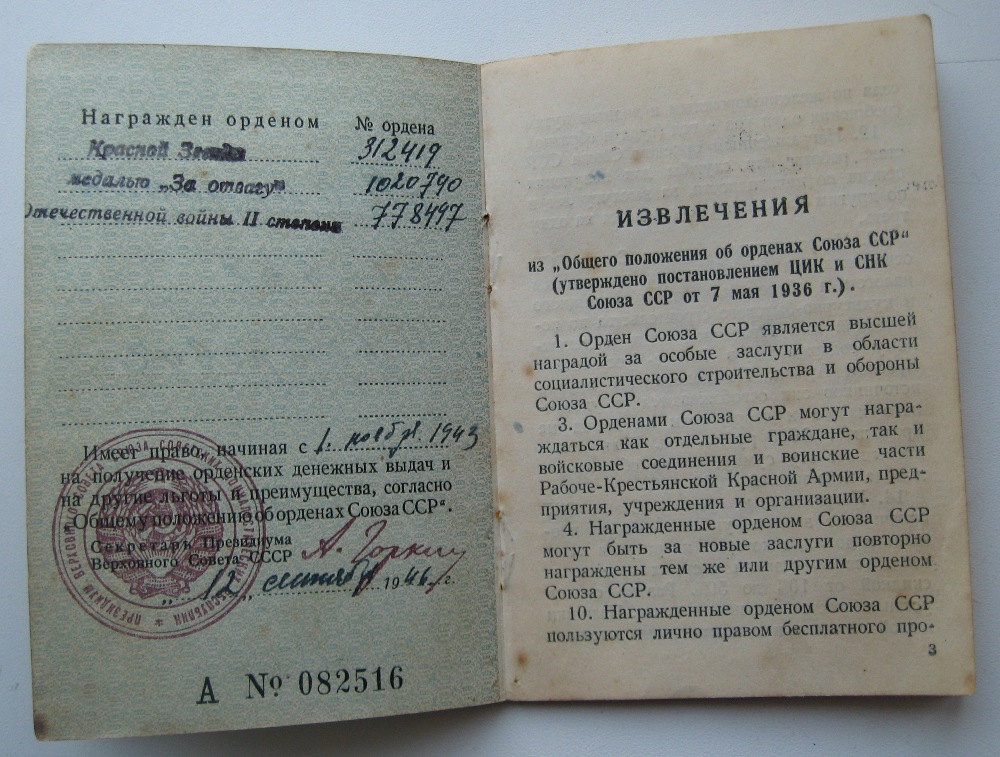 Награжден орденом № ордена
Красной Звезды 312419
медалью „За отвагу" 1020790
Отечественной войны II степени 778497
Имеет право, начиная с 1. ноября 1943
на получение орденских денежных выдач и
на другие льготы и преимущества, согласно
„Общему положению об орденах Союза ССР".
Секретарь Президиума
Верховного Совета СССР А. Горкин
„12„ сентября 1946 г.
А № 082516
ИЗВЛЕЧЕНИЯ
из „Общего положения об орденах Союза ССР"
(утверждено постановлением ЦИК и СНК
Союза ССР от 7 мая 1936 г.).
1. Орден Союза ССР является высшей
наградой за особые заслуги в области
социалистического строительства и обороны
Союза ССР.
3. Орденами Союза ССР могут награ-
ждаться как отдельные граждане, так и
войсковые соединения и воинские части
Рабоче-Крестьянской Красной Армии, пред-
приятия, учреждения и организации.
4. Награжденные орденом Союза ССР
могут быть за новые заслуги повторно
награждены тем же или другим орденом
Союза ССР.
10. Награжденные орденом Союза ССР
пользуются лично правом бесплатного про-
3